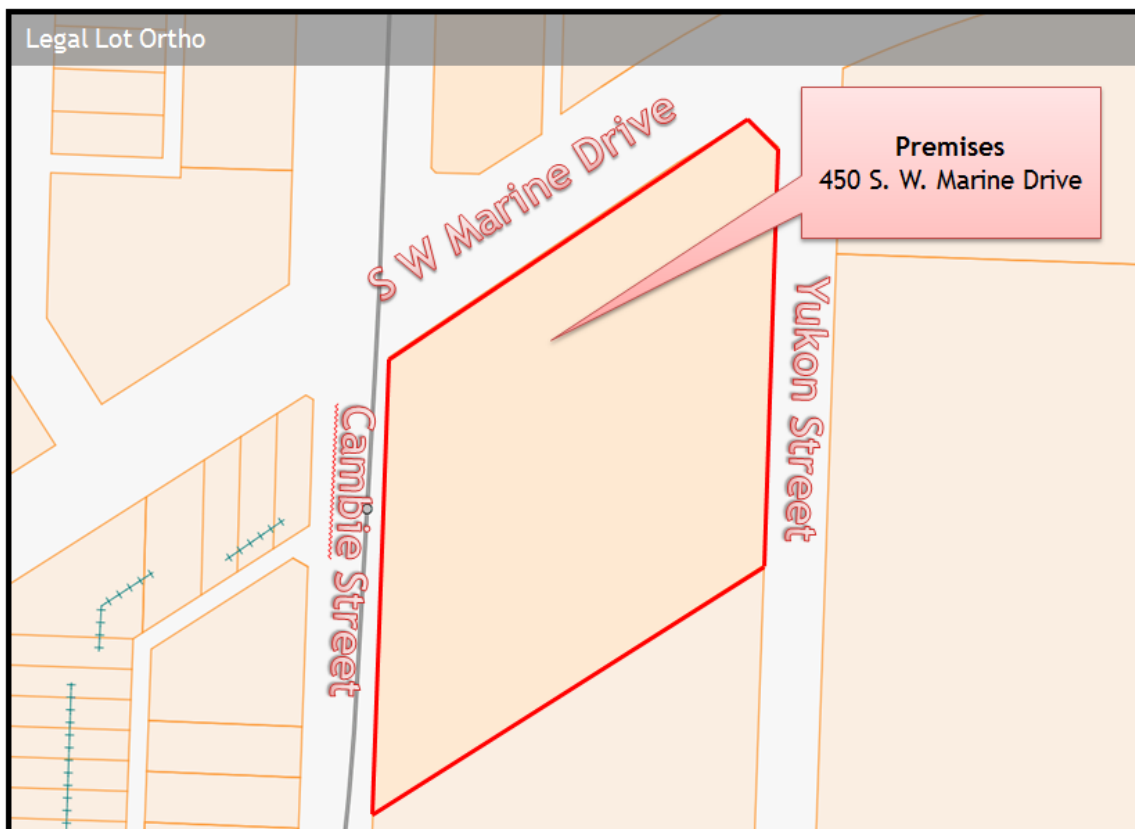 Legal Lot Ortho
S W Marine Drive
Premises
450 S. W. Marine Drive
Yukon Street
Cambie Street